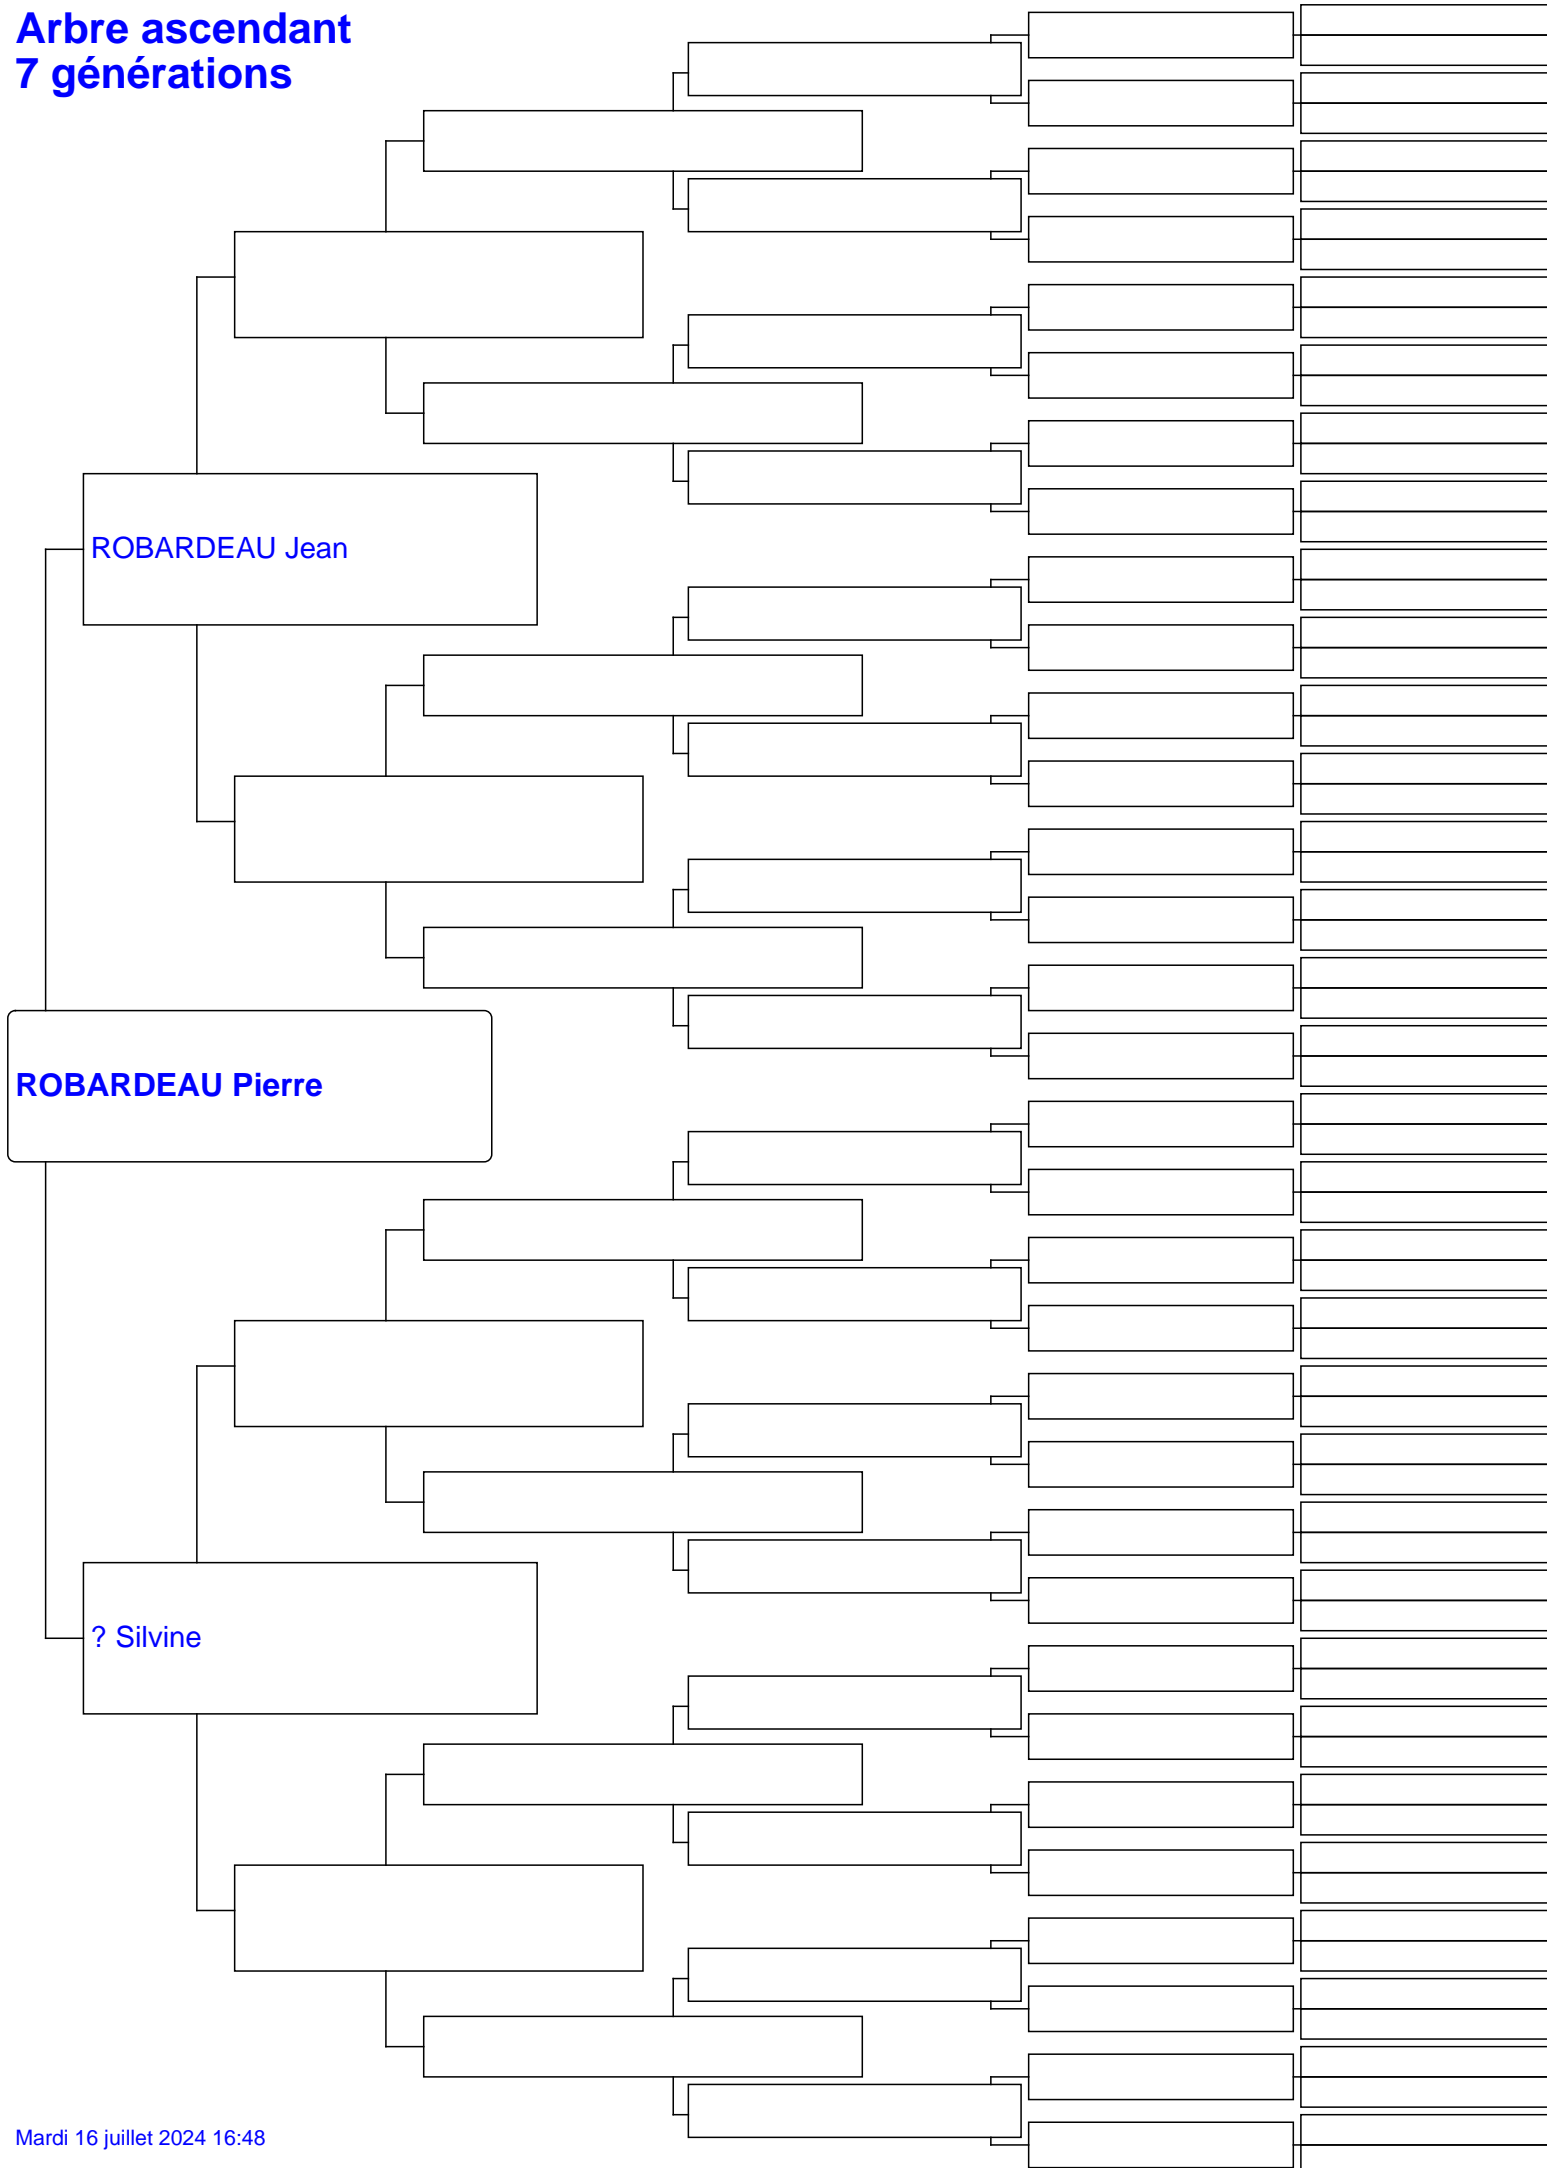 Arbre ascendant
7 générations
ROBARDEAU Jean
ROBARDEAU Pierre
? Silvine
Mardi 16 juillet 2024 16:48